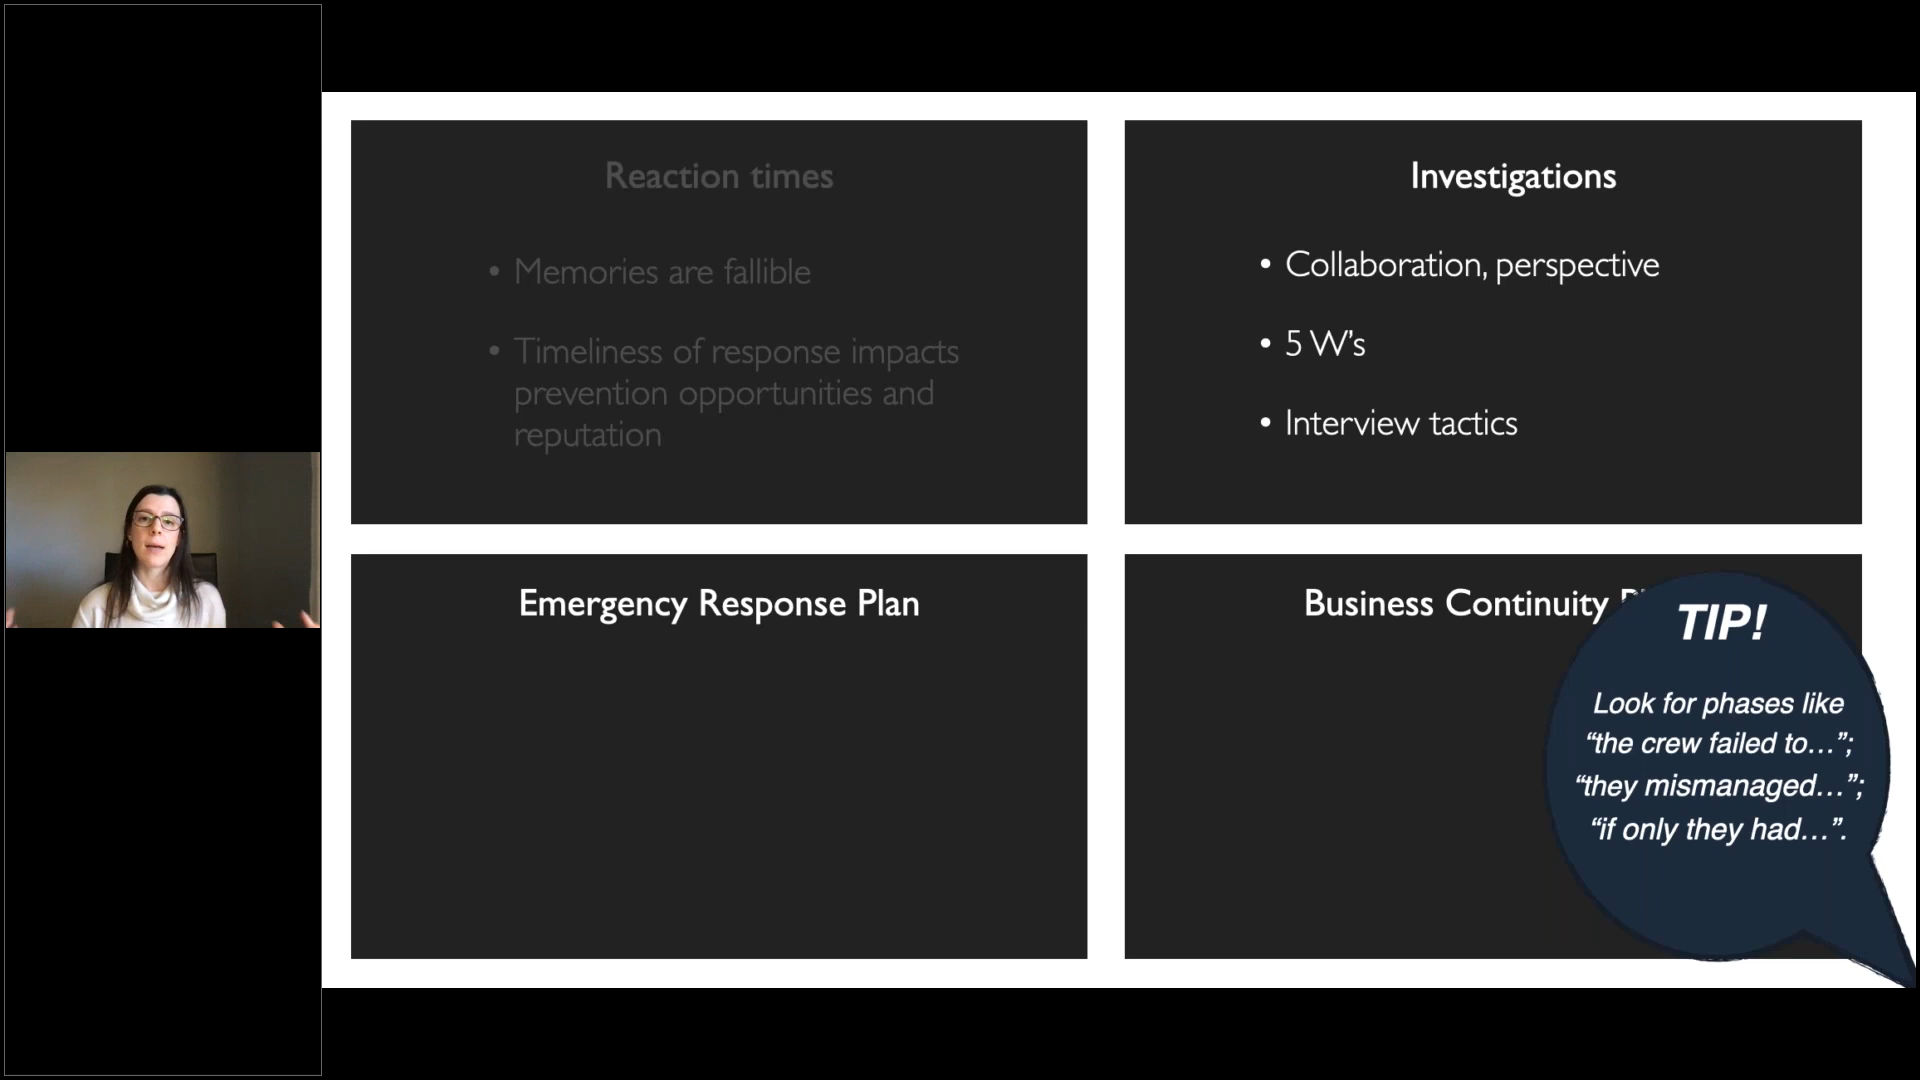 Reaction times
• Memories are fallible
• Timeliness of response impacts
prevention opportunities and
reputation
Investigations
• Collaboration, perspective
• 5 W’s
• Interview tactics
Emergency Response Plan
Business Continuity
TIP!
Look for phases like
“the crew failed to...”;
“they mismanaged...”;
“if only they had...”.